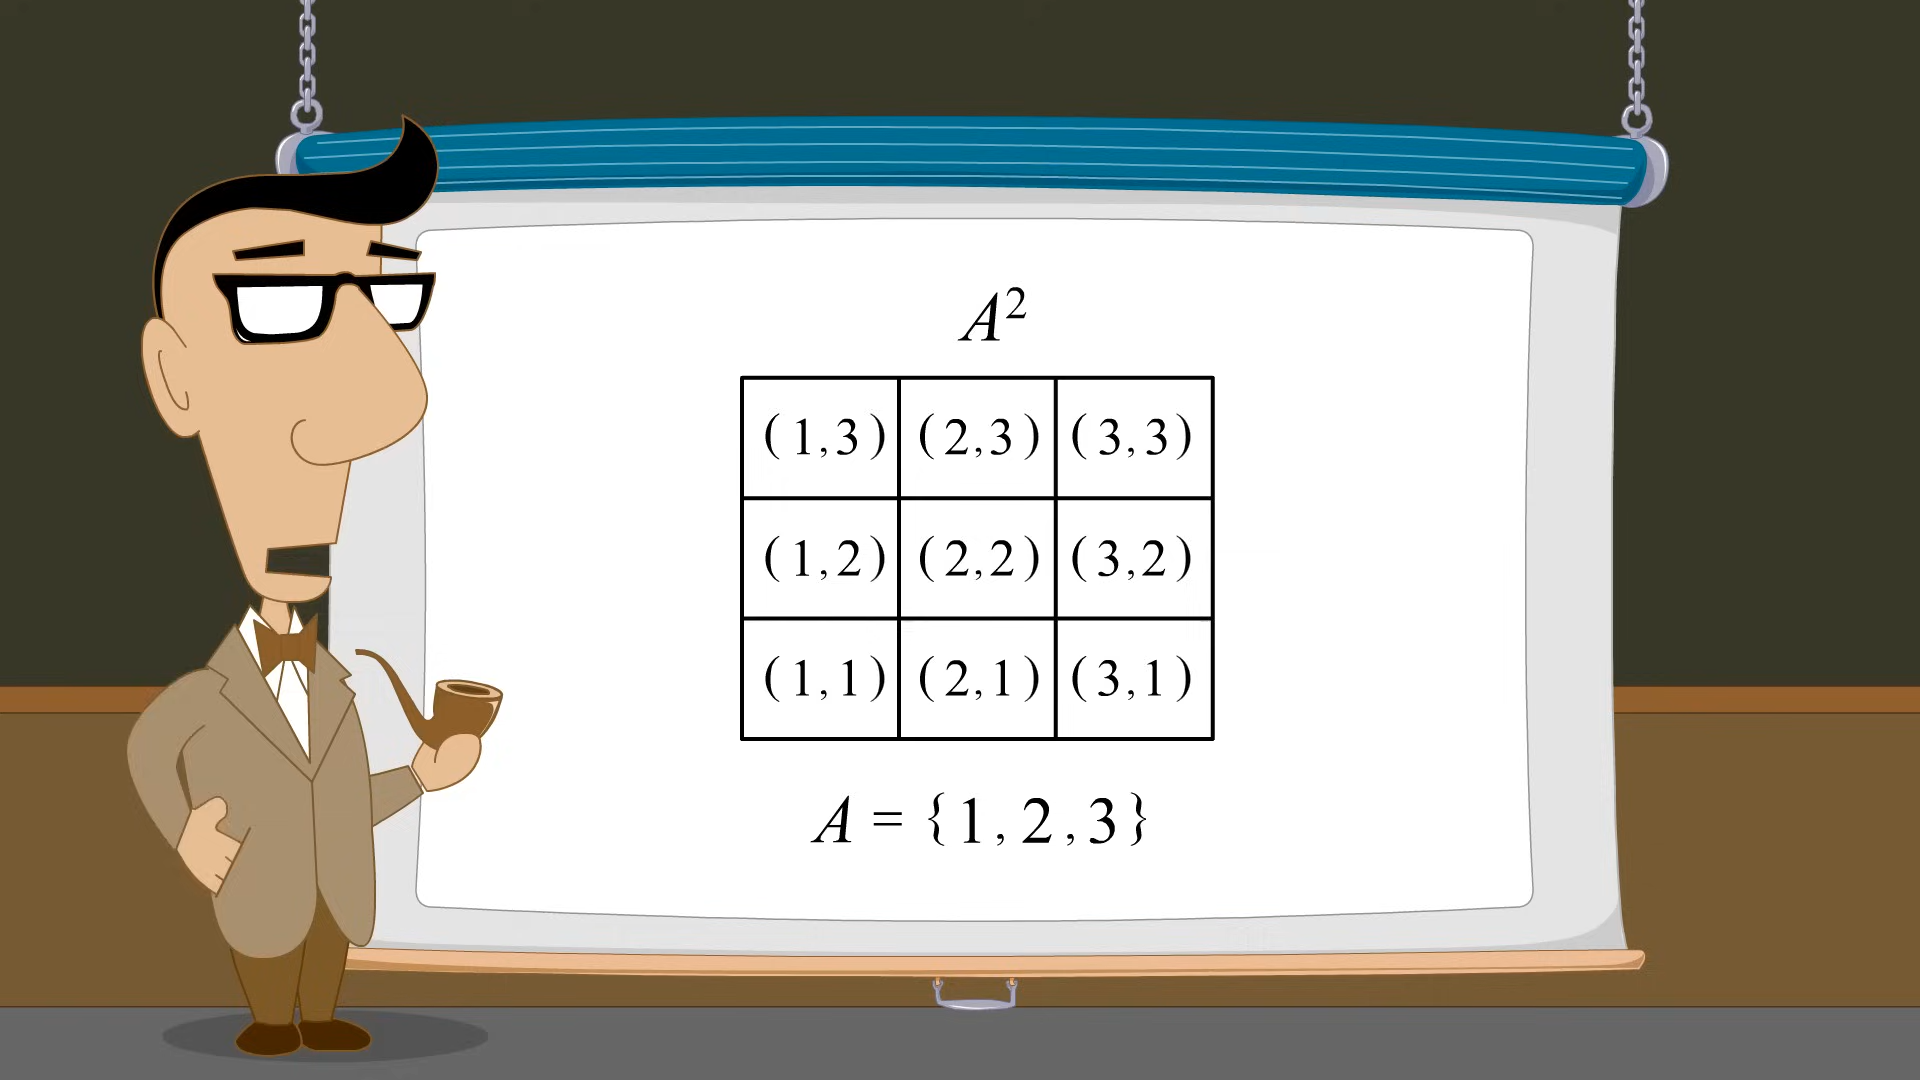 A²
(1,3) (2,3) (3,3)
(1,2) (2,2) (3,2)
(1,1) (2,1) (3,1)
A = {1,2,3}